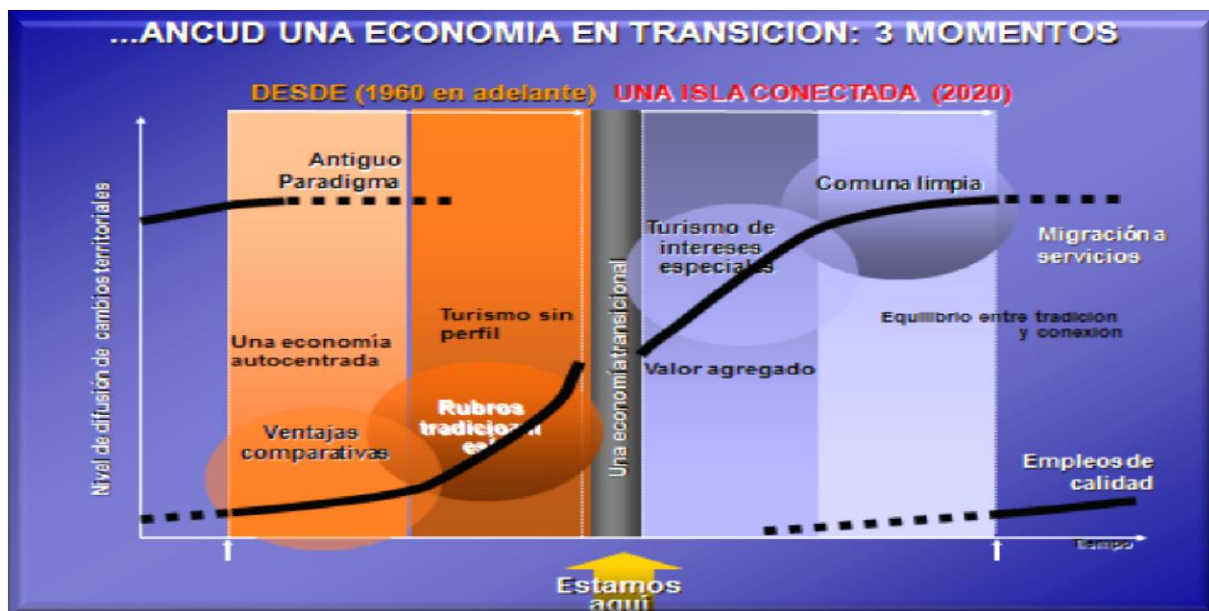 ...ANCUD UNA ECONOMIA EN TRANSICION: 3 MOMENTOS
DESDE (1960 en adelante)
UNA ISLA CONECTADA (2020)
Nivel de difusión de cambios territoriales
Antiguo
Paradigma
Una economía
autocentrada
Ventajas
comparativas
Turismo sin
perfil
Rubros
Una economía transicional
Turismo de
intereses
especiales
Valor agregado
Comuna limpia
Migración a
servicios
Equilibrio entre tradición
y conexión
Empleos de
calidad
Tiempo
Estamos
aquí